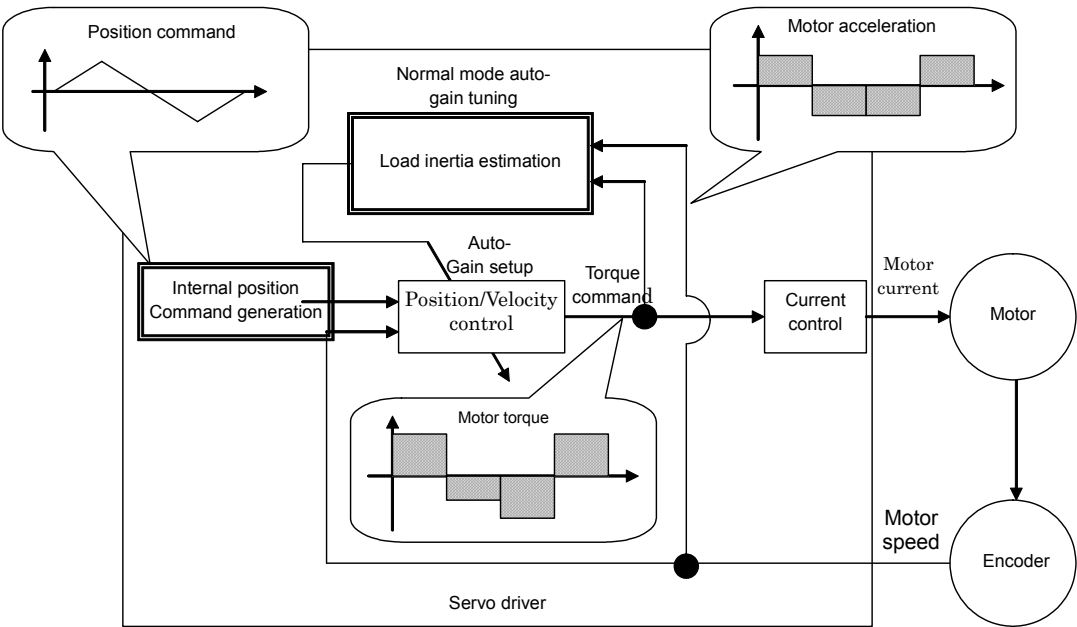 Position command
Motor acceleration
Normal mode auto-
gain tuning
Load inertia estimation
Auto-
Gain setup
Internal position
Command generation
Position/Velocity
control
Torque
command
Current
control
Motor
current
Motor
Motor torque
Motor
speed
Encoder
Servo driver